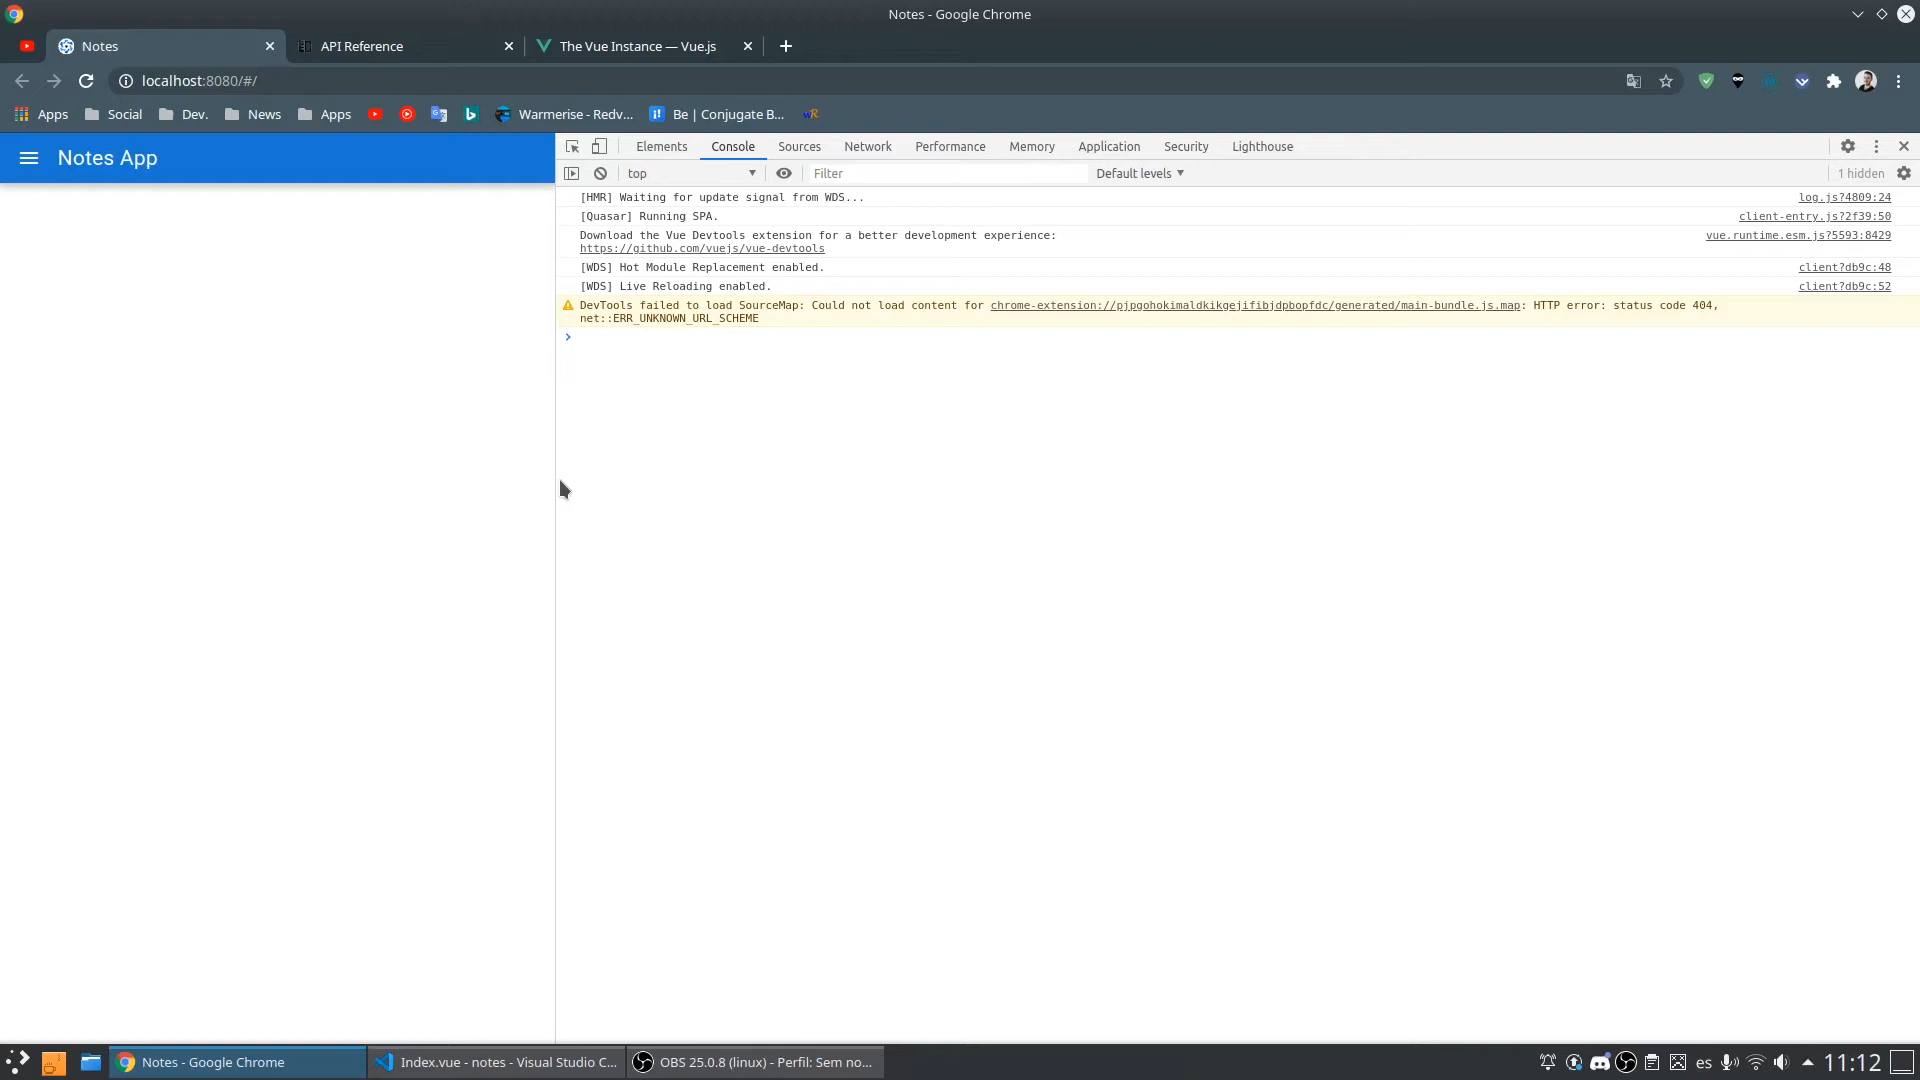 Notes - Google Chrome
Notes
API Reference
The Vue Instance — Vue.js
localhost:8080/#/
Apps
Social
Dev.
News
Apps
Warmerise - Redv...
Be | Conjugate B...
wR
Notes App
Elements
Console
Sources
Network
Performance
Memory
Application
Security
Lighthouse
top
Filter
Default levels
1 hidden
[HMR] Waiting for update signal from WDS...
log.js?4809:24
[Quasar] Running SPA.
client-entry.js?2f39:50
Download the Vue Devtools extension for a better development experience:
vue.runtime.esm.js?5593:8429
https://github.com/vuejs/vue-devtools
[WDS] Hot Module Replacement enabled.
client?db9c:48
[WDS] Live Reloading enabled.
client?db9c:52
DevTools failed to load SourceMap: Could not load content for chrome-extension://pjpgohokimaldkikgejifibjdpbopfdc/generated/main-bundle.js.map: HTTP error: status code 404,
net::ERR_UNKNOWN_URL_SCHEME
Notes - Google Chrome
Index.vue - notes - Visual Studio C...
OBS 25.0.8 (linux) - Perfil: Sem no...
es
11:12